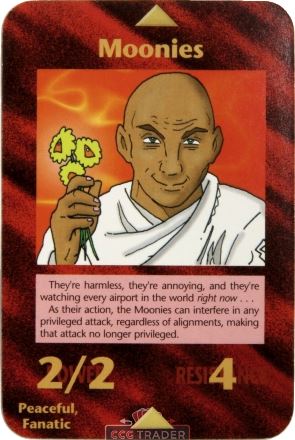 Moonies
They're harmless, they're annoying, and they're
watching every airport in the world right now . . .
As their action, the Moonies can interfere in any
privileged attack, regardless of alignments, making
that attack no longer privileged.
POWER 2/2 RESISTANCE 4
Peaceful,
Fanatic
CCG TRADER